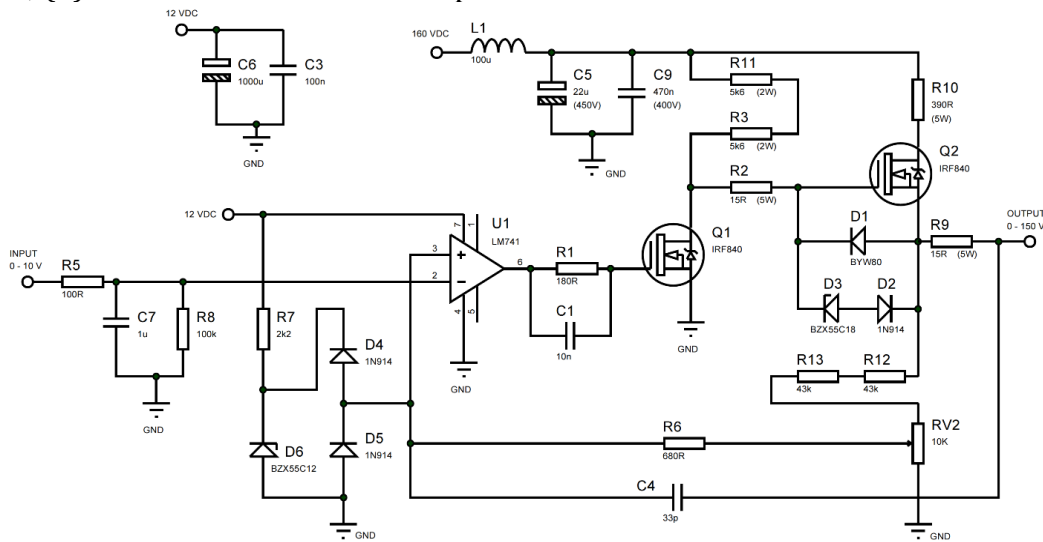 12 VDC
C6
1000u
C3
100n
GND
160 VDC
L1
100u
C5
22u
(450V)
C9
470n
(400V)
GND
R11
5k6 (2W)
R3
5k6 (2W)
R10
390R
(5W)
R2
15R (5W)
Q2
IRF840
12 VDC
U1
LM741
7
1
3
2
6
4
5
GND
INPUT
0 - 10 V
R5
100R
C7
1u
R8
100k
GND
R7
2k2
D4
1N914
D6
BZX55C12
D5
1N914
GND
R1
180R
C1
10n
Q1
IRF840
GND
D1
BYW80
D3
BZX55C18
D2
1N914
R9
15R (5W)
OUTPUT
0 - 150 V
R13
43k
R12
43k
R6
680R
RV2
10K
C4
33p
GND